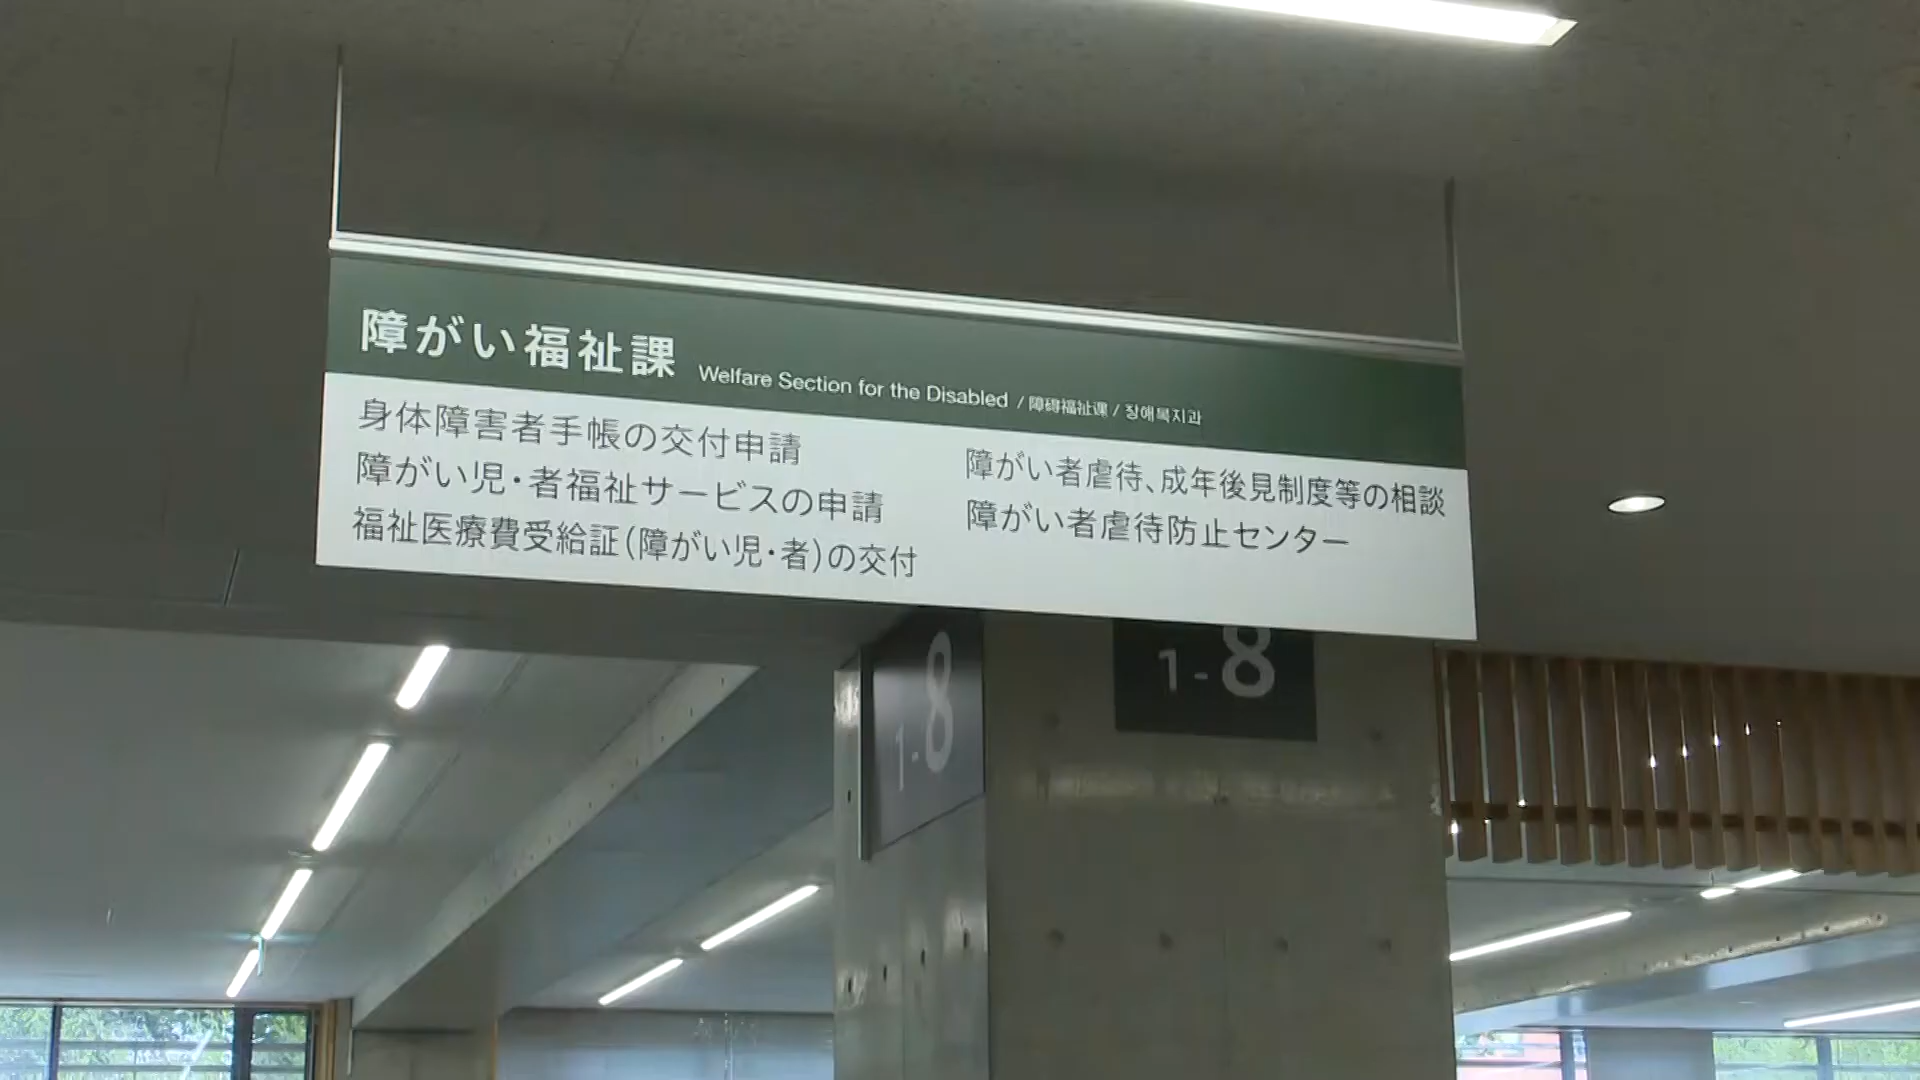 障がい福祉課 Welfare Section for the Disabled / 障碍福祉课 / 장애복지과
身体障害者手帳の交付申請
障がい児・者福祉サービスの申請
福祉医療費受給証(障がい児・者)の交付
障がい者虐待、成年後見制度等の相談
障がい者虐待防止センター
1-8
1-8